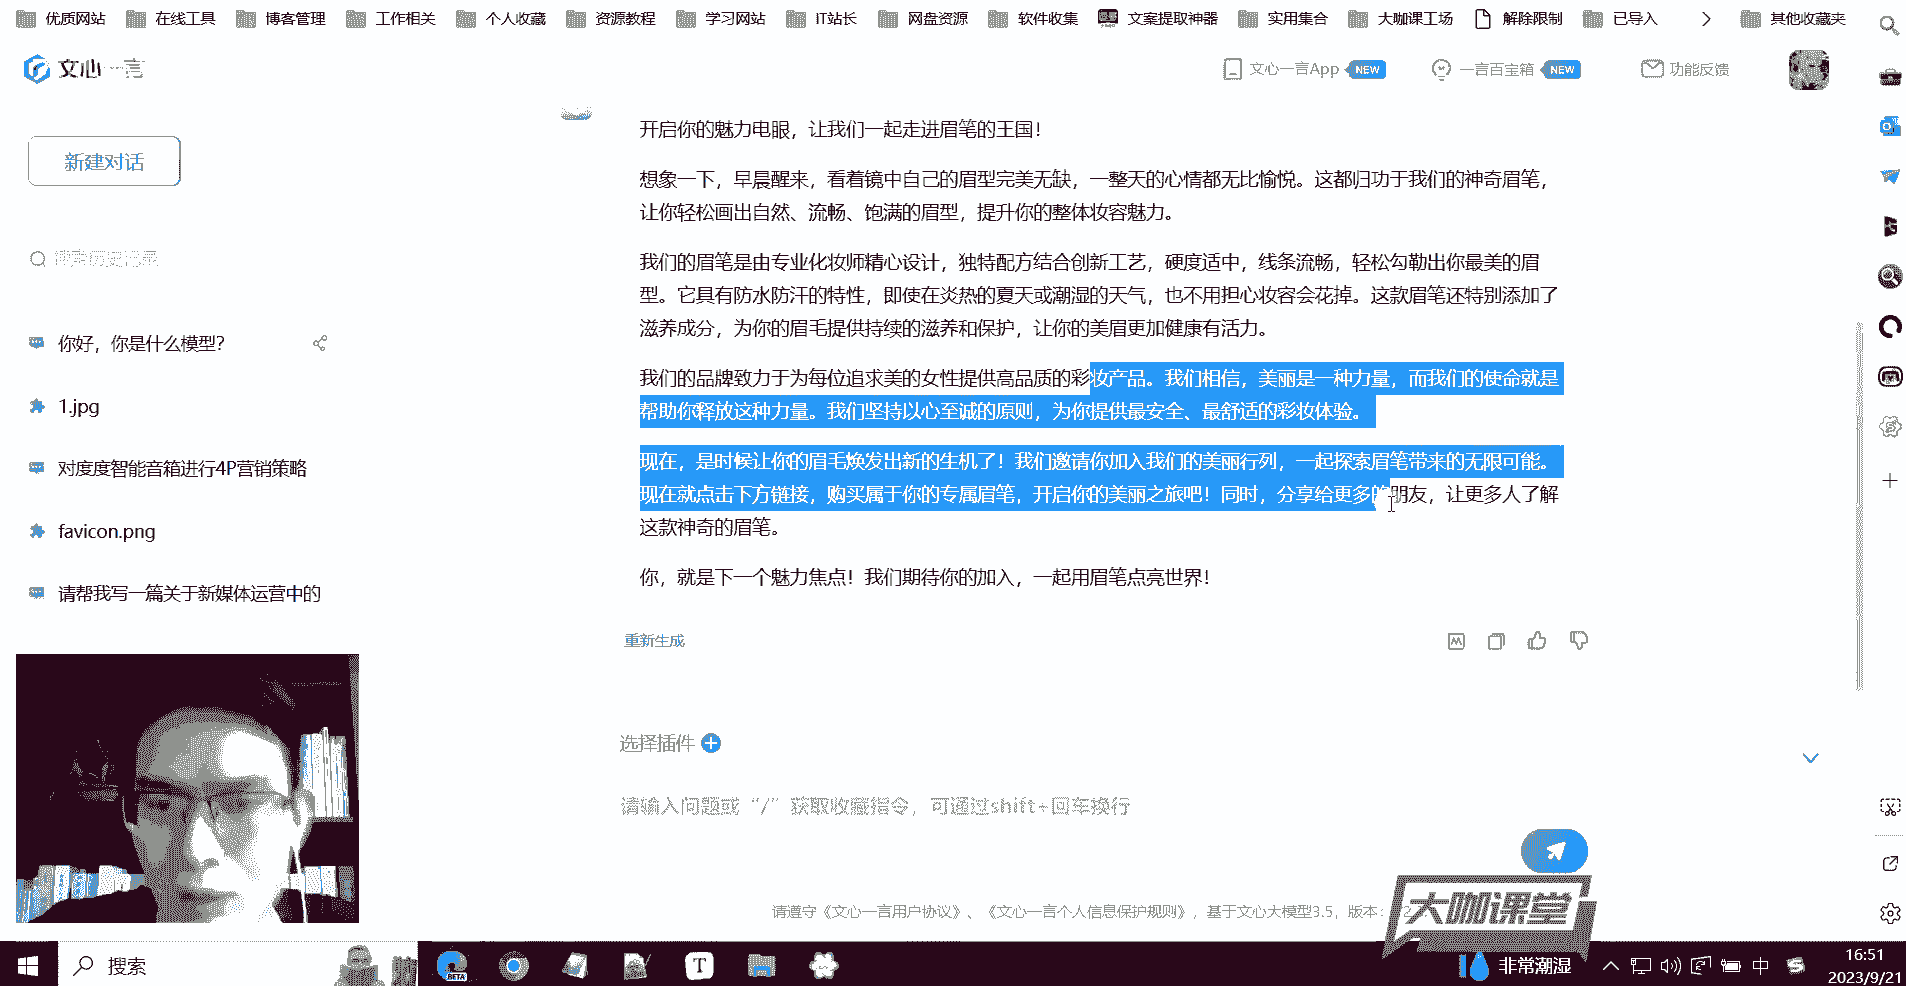 优质网站 在线工具 博客管理 工作相关 个人收藏 资源教程 学习网站 IT站长 网盘资源 软件收集 文案提取神器 实用集合 大咖课工场 解除限制 已导入 其他收藏夹
文心一言 文心一言App NEW 一言百宝箱 NEW 功能反馈
新建对话
搜索历史记录
你好，你是什么模型？
1.jpg
对度度智能音箱进行4P营销策略
favicon.png
请帮我写一篇关于新媒体运营中的
开启你的魅力电眼，让我们一起走进眉笔的王国！
想象一下，早晨醒来，看着镜中自己的眉型完美无缺，一整天的心情都无比愉悦。这都归功于我们的神奇眉笔，
让你轻松画出自然、流畅、饱满的眉型，提升你的整体妆容魅力。
我们的眉笔是由专业化妆师精心设计，独特配方结合创新工艺，硬度适中，线条流畅，轻松勾勒出你最美的眉
型。它具有防水防汗的特性，即使在炎热的夏天或潮湿的天气，也不用担心妆容会花掉。这款眉笔还特别添加了
滋养成分，为你的眉毛提供持续的滋养和保护，让你的美眉更加健康有活力。
我们的品牌致力于为每位追求美的女性提供高品质的彩妆产品。我们相信，美丽是一种力量，而我们的使命就是
帮助你释放这种力量。我们坚持以心至诚的原则，为你提供最安全、最舒适的彩妆体验。
现在，是时候让你的眉毛焕发出新的生机了！我们邀请你加入我们的美丽行列，一起探索眉笔带来的无限可能。
现在就点击下方链接，购买属于你的专属眉笔，开启你的美丽之旅吧！同时，分享给更多的朋友，让更多人了解
这款神奇的眉笔。
你，就是下一个魅力焦点！我们期待你的加入，一起用眉笔点亮世界！
重新生成
选择插件
请输入问题或“/”获取收藏指令，可通过shift+回车换行
请遵守《文心一言用户协议》、《文心一言个人信息保护规则》，基于文心大模型3.5，版本：
大咖课堂
搜索 BETA T 非常潮湿 中 16:51
2023/9/21